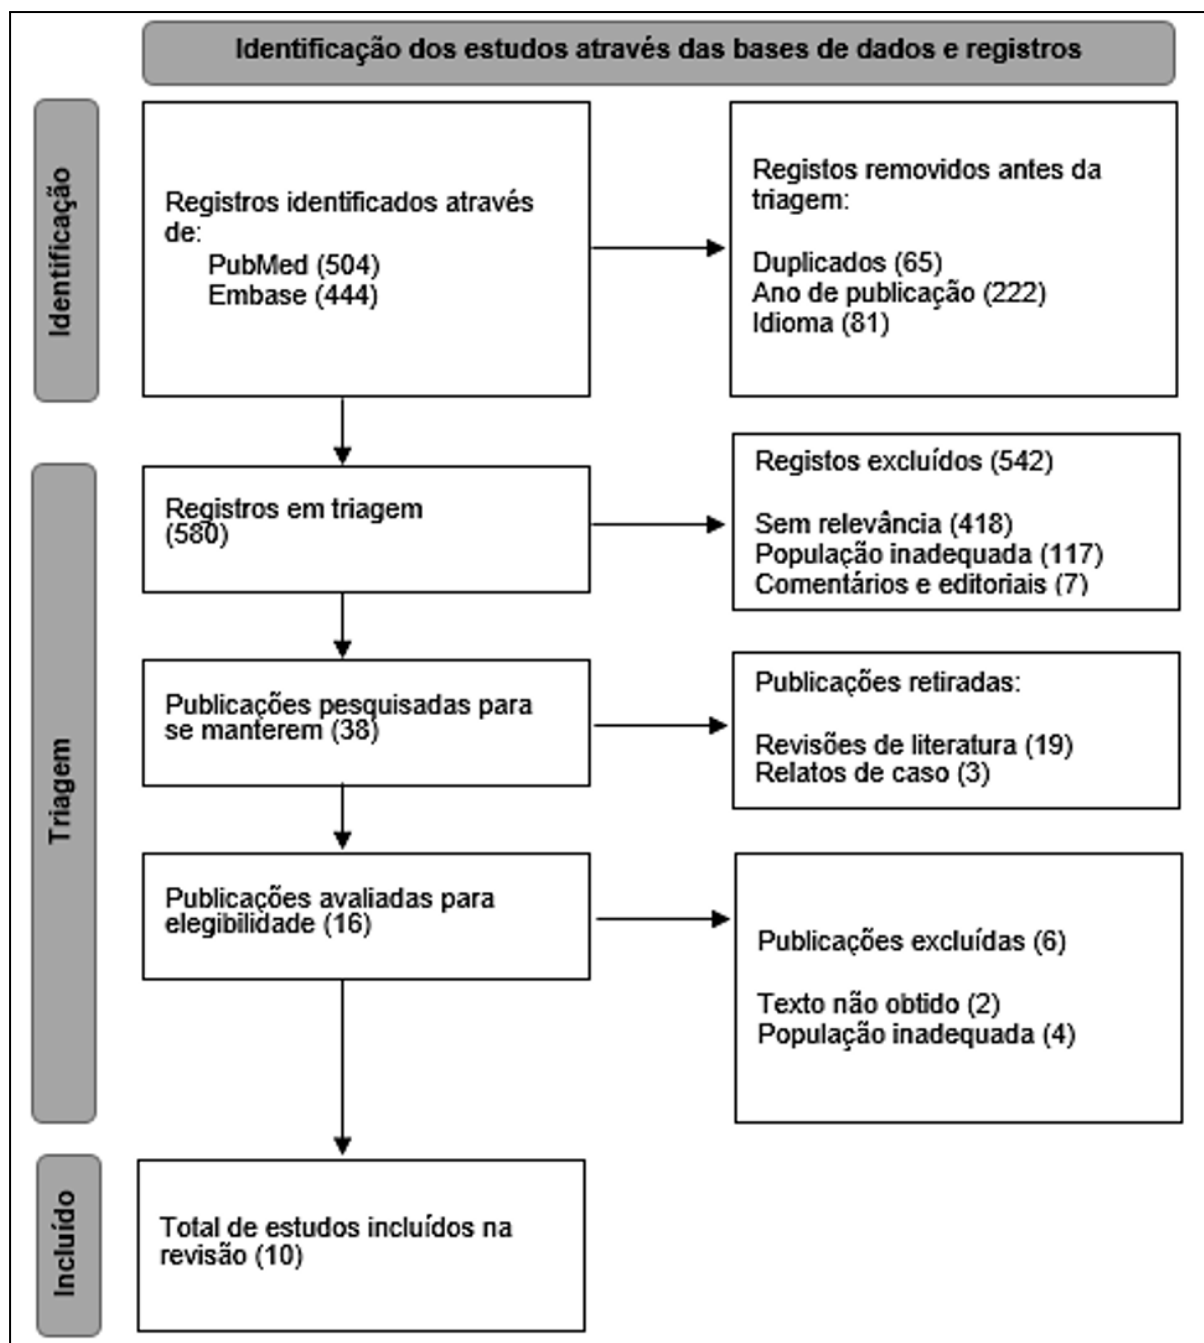 Identificação dos estudos através das bases de dados e registros
Identificação
Registros identificados através
de:
PubMed (504)
Embase (444)
Registos removidos antes da
triagem:
Duplicados (65)
Ano de publicação (222)
Idioma (81)
Triagem
Registros em triagem
(580)
Registos excluídos (542)
Sem relevância (418)
População inadequada (117)
Comentários e editoriais (7)
Publicações pesquisadas para
se manterem (38)
Publicações retiradas:
Revisões de literatura (19)
Relatos de caso (3)
Publicações avaliadas para
elegibilidade (16)
Publicações excluídas (6)
Texto não obtido (2)
População inadequada (4)
Incluído
Total de estudos incluídos na
revisão (10)